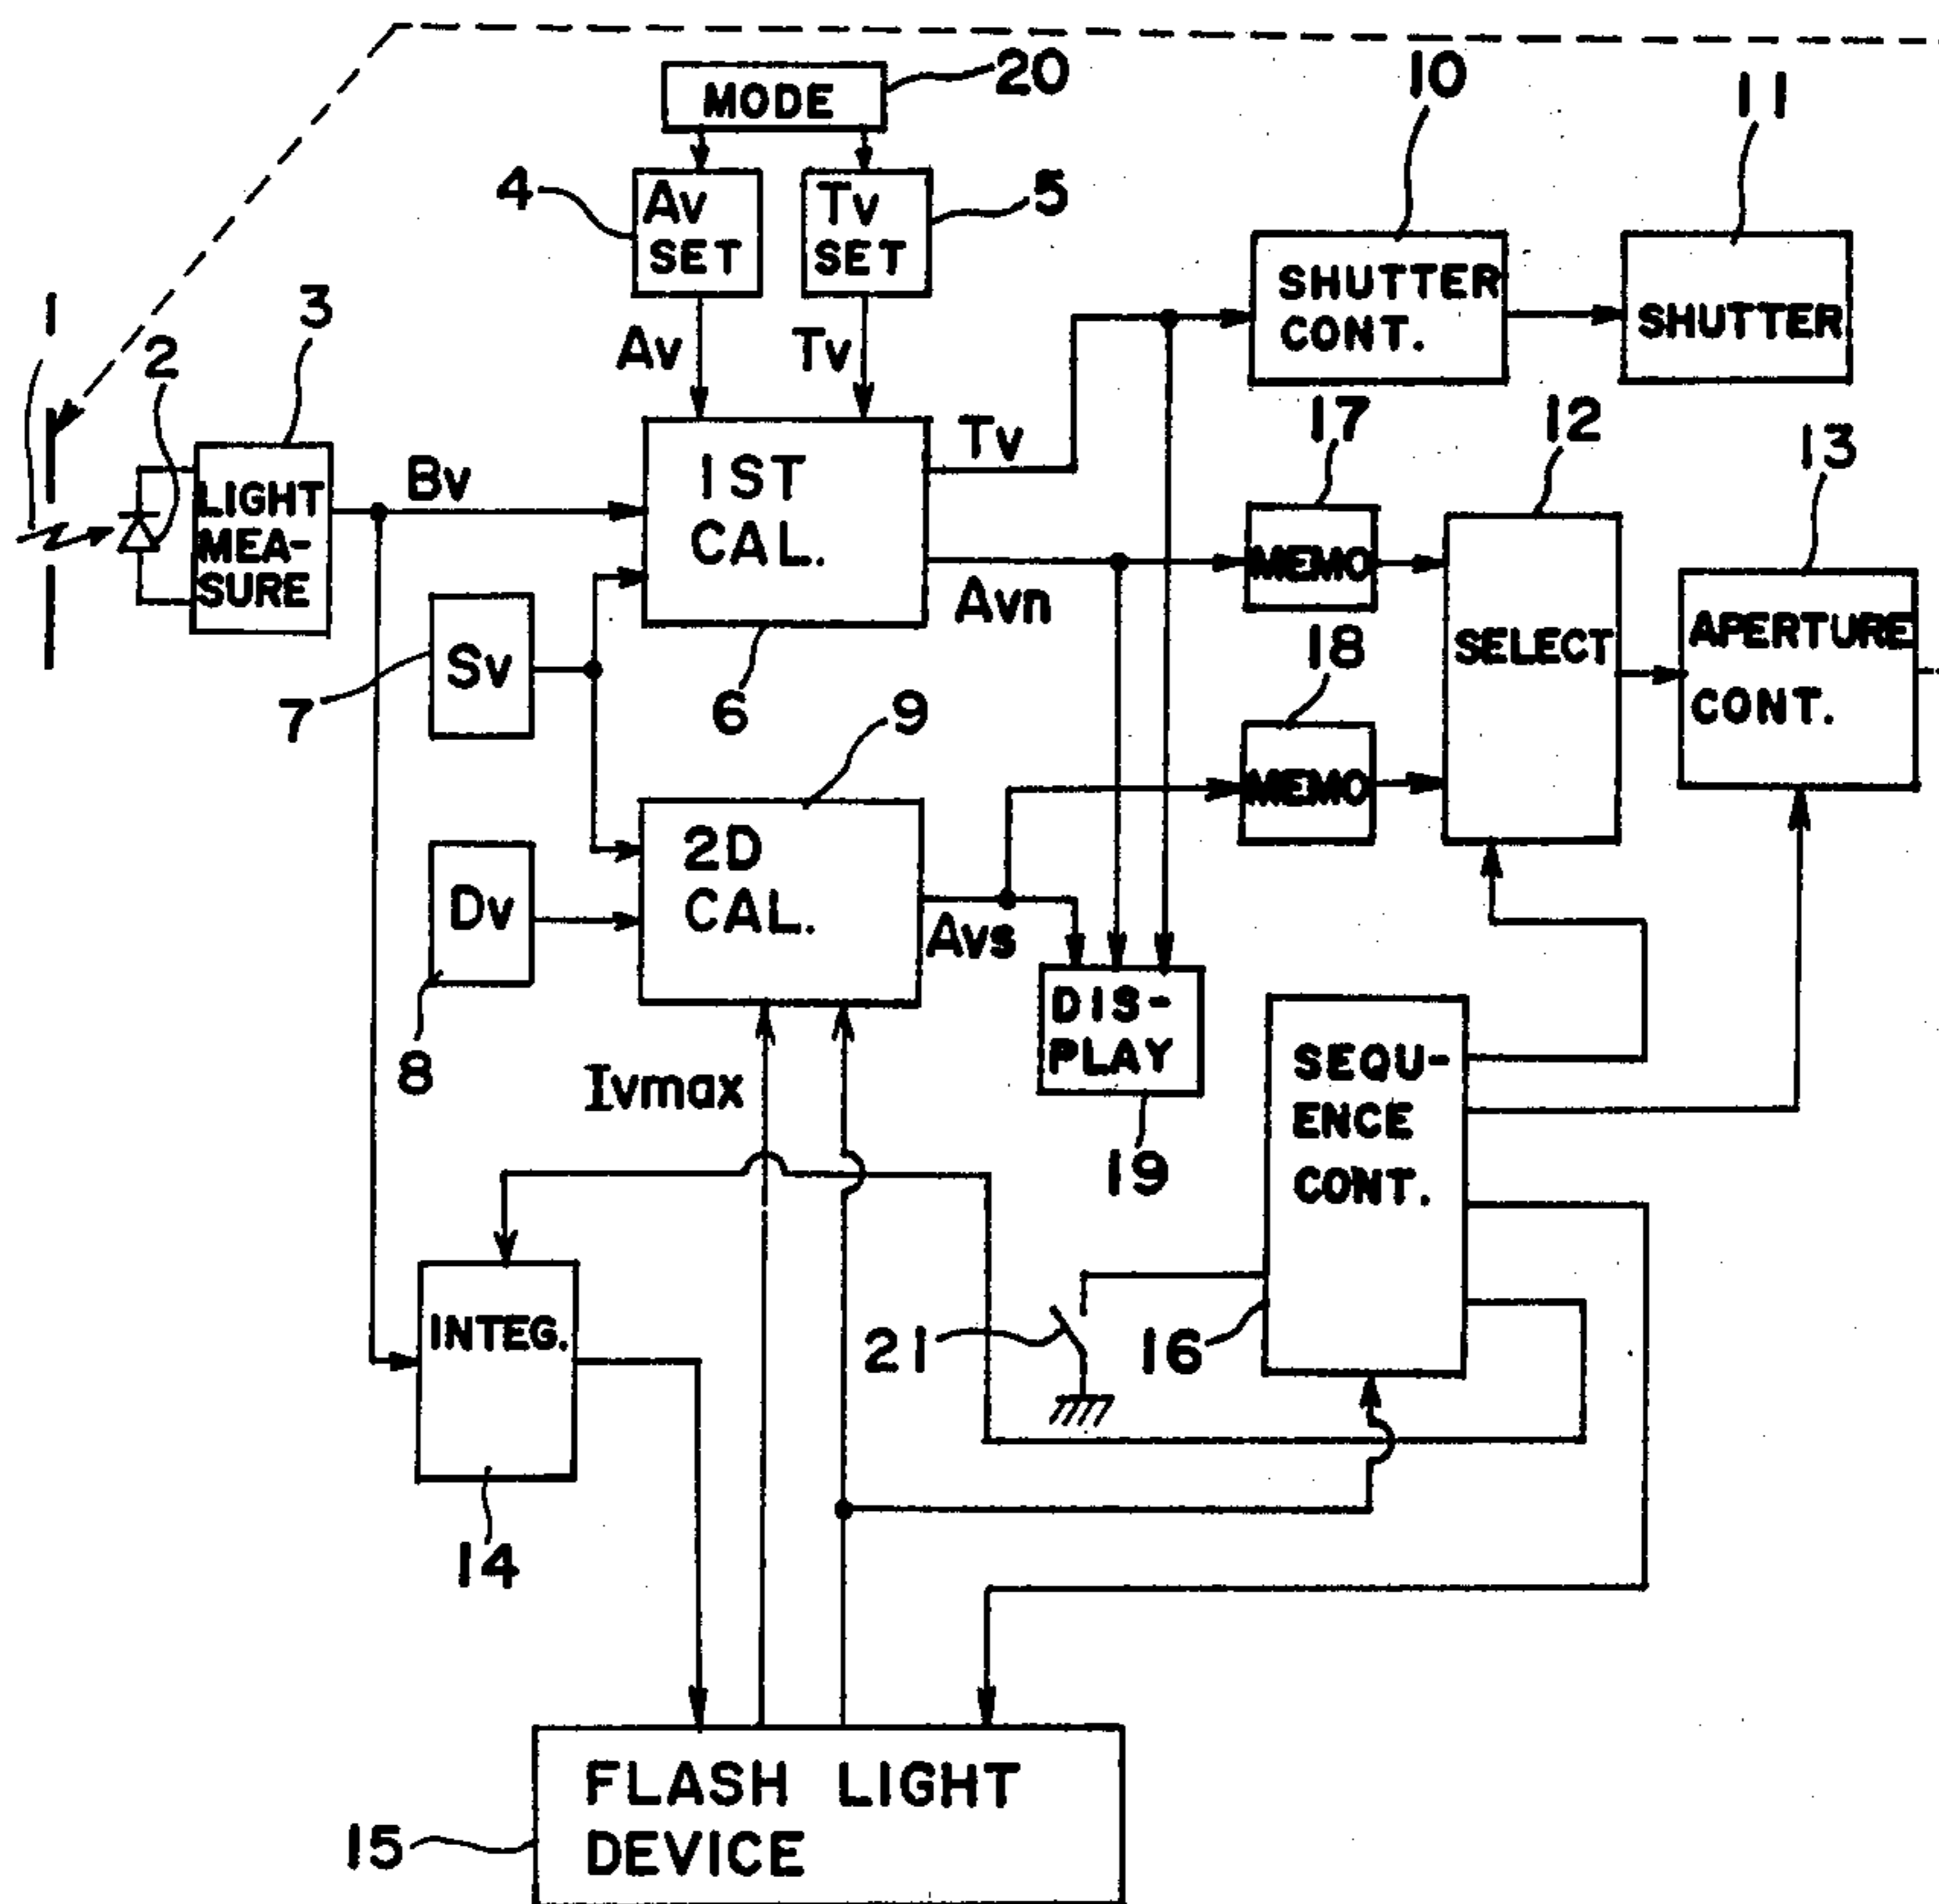 20
MODE
10
11
4
Av
SET
Tv
SET
5
SHUTTER
CONT.
SHUTTER
1
2
3
Av
Tv
17
12
13
LIGHT
MEA-
SURE
Bv
1ST
CAL.
Tv
Avn
MEMO
SELECT
APERTURE
CONT.
7
Sv
6
9
18
MEMO
Dv
8
2D
CAL.
Avs
DIS-
PLAY
19
Ivmax
SEQU-
ENCE
CONT.
INTEG.
14
21
16
FLASH LIGHT
DEVICE
15